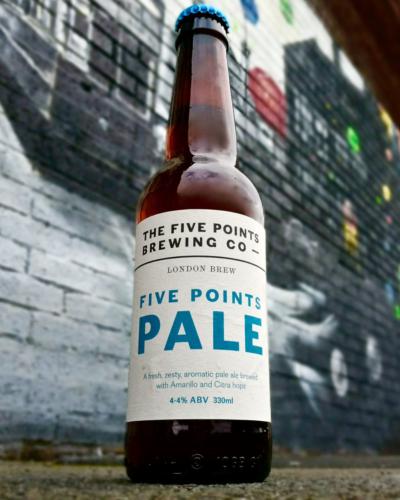 THE FIVE POINTS
BREWING CO —
LONDON BREW
FIVE POINTS
PALE
A fresh, zesty, aromatic pale ale brewed
with Amarillo and Citra hops
4·4% ABV 330ml